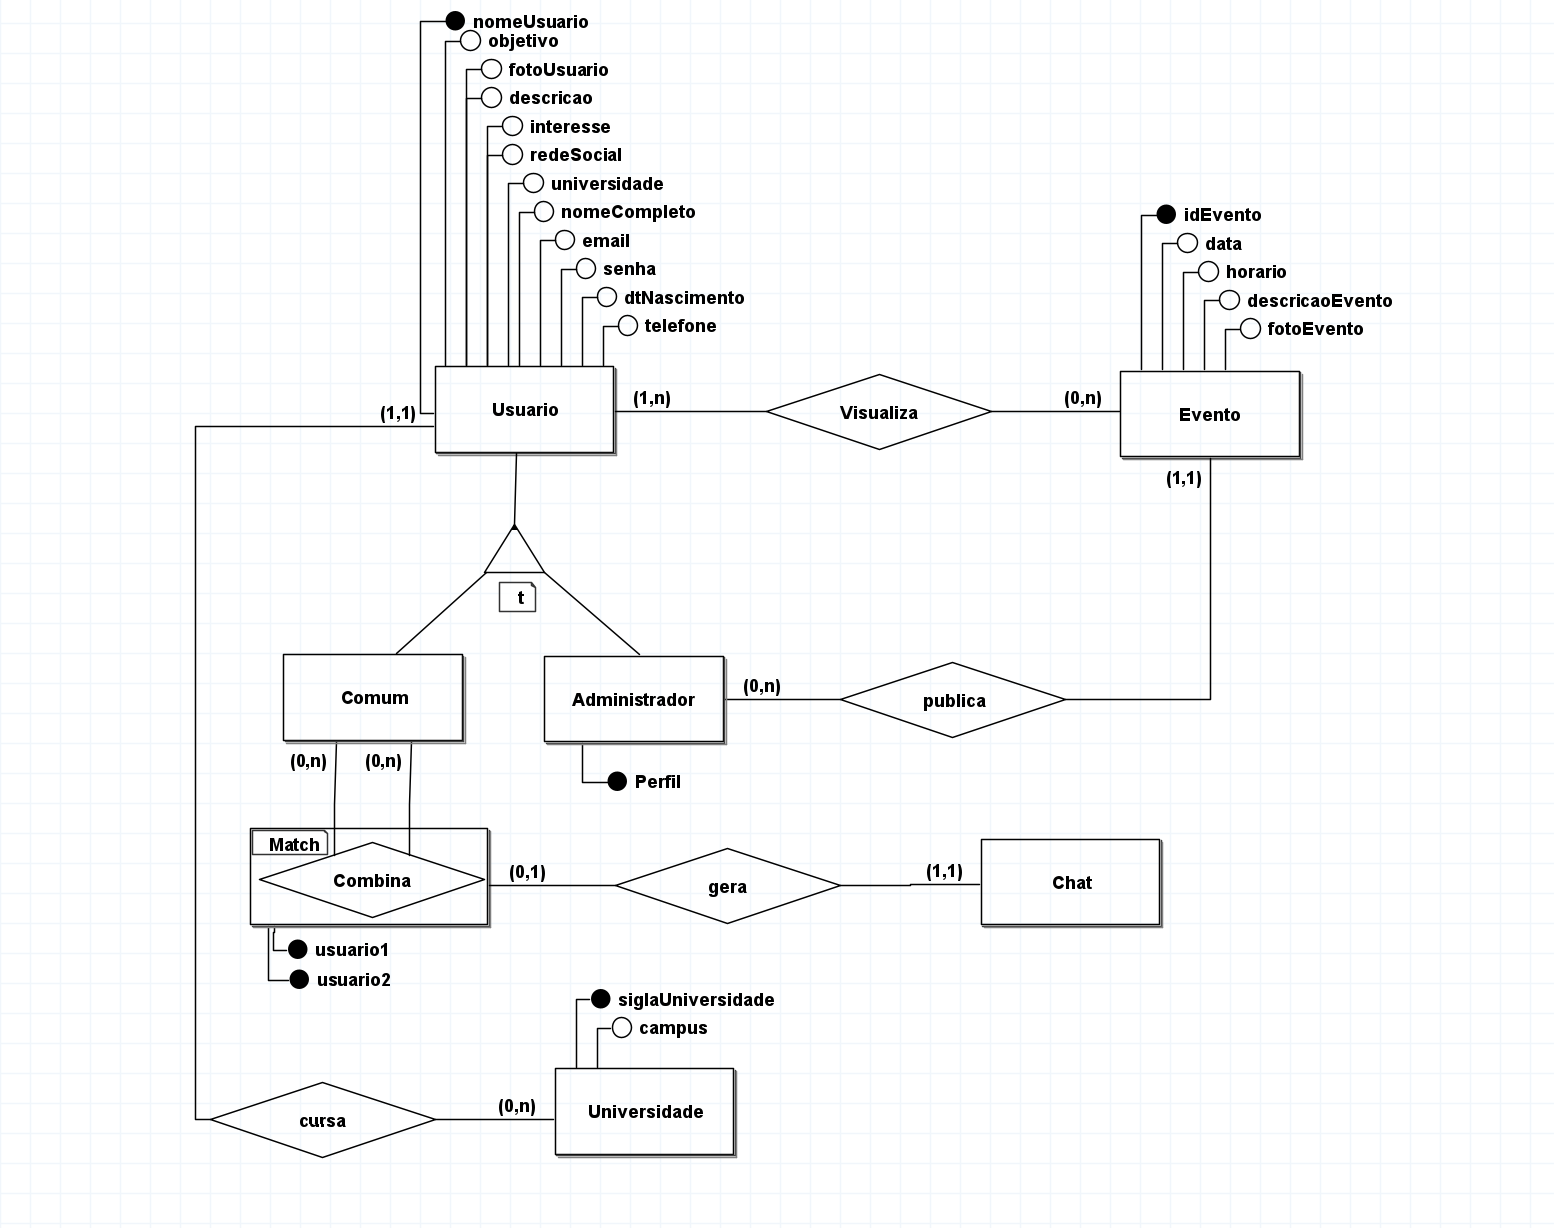 nomeUsuario
objetivo
fotoUsuario
descricao
interesse
redeSocial
universidade
nomeCompleto
email
senha
dtNascimento
telefone
idEvento
data
horario
descricaoEvento
fotoEvento
(1,1)
Usuario
(1,n)
Visualiza
(0,n)
Evento
(1,1)
t
Comum
Administrador
(0,n)
publica
(0,n)
(0,n)
Perfil
Match
Combina
(0,1)
gera
(1,1)
Chat
usuario1
usuario2
siglaUniversidade
campus
cursa
(0,n)
Universidade